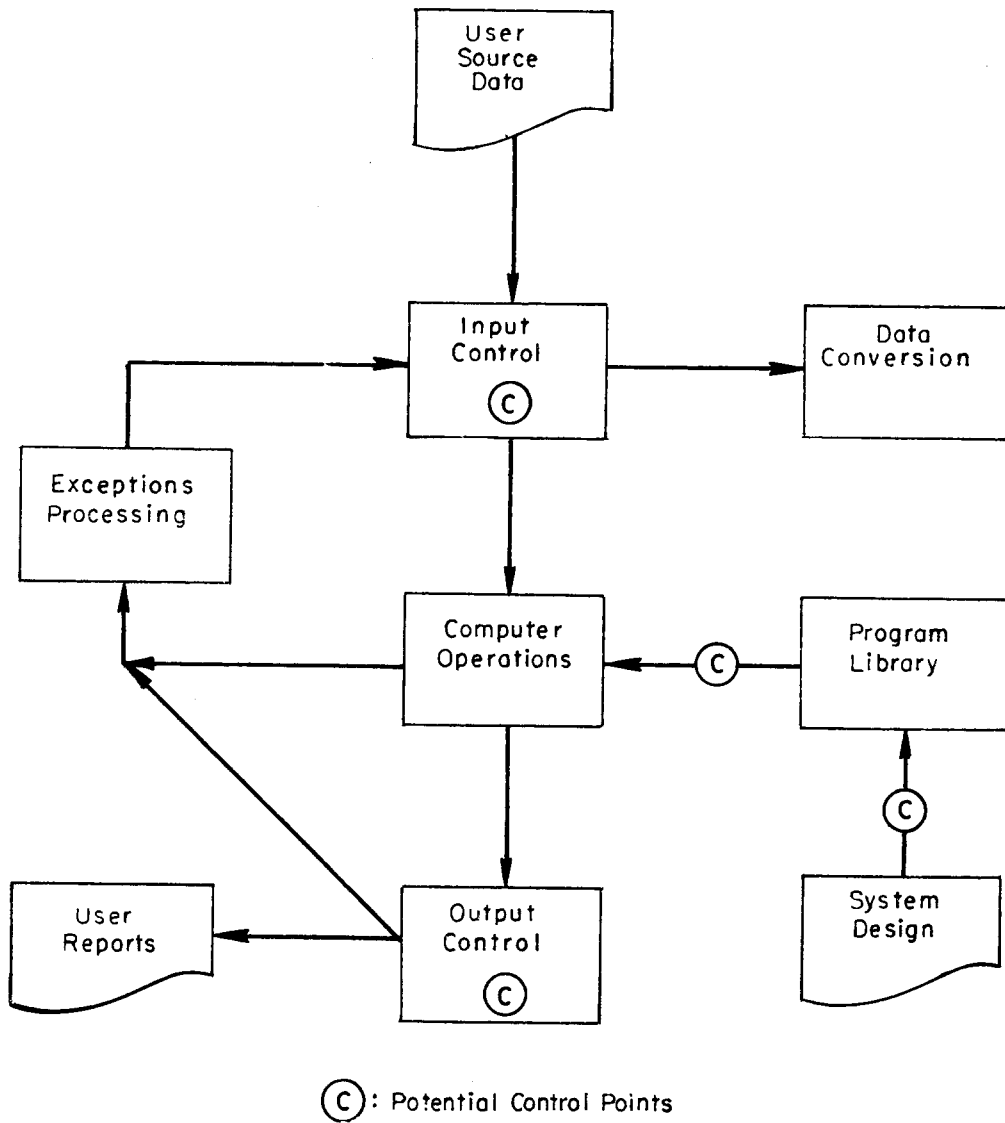 User
Source
Data
Input
Control
C
Data
Conversion
Exceptions
Processing
Computer
Operations
C
Program
Library
C
User
Reports
Output
Control
C
System
Design
C : Potential Control Points